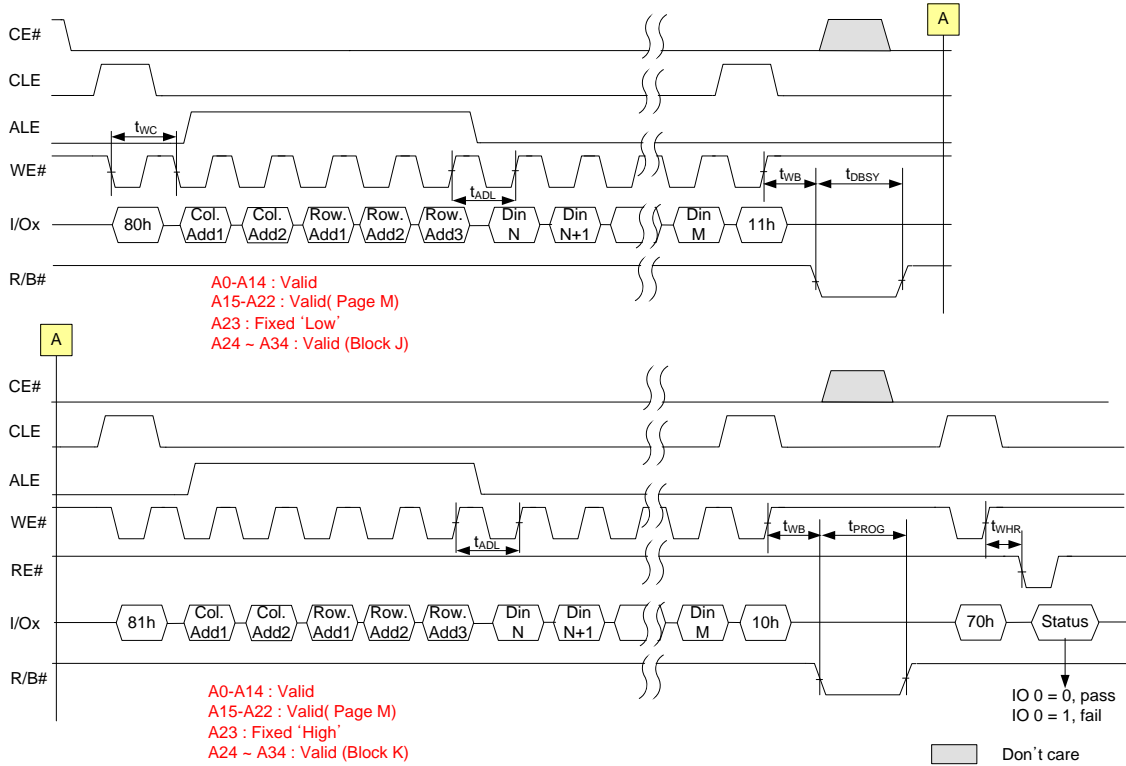 A
CE#
CLE
ALE
tWC
WE#
tADL
tWB
tDBSY
I/Ox
80h
Col. Add1
Col. Add2
Row. Add1
Row. Add2
Row. Add3
Din N
Din N+1
Din M
11h
R/B#
A0-A14 : Valid
A15-A22 : Valid( Page M)
A23 : Fixed ‘Low’
A24 ~ A34 : Valid (Block J)
A
CE#
CLE
ALE
WE#
tADL
tWB
tPROG
tWHR
RE#
I/Ox
81h
Col. Add1
Col. Add2
Row. Add1
Row. Add2
Row. Add3
Din N
Din N+1
Din M
10h
70h
Status
R/B#
A0-A14 : Valid
A15-A22 : Valid( Page M)
A23 : Fixed ‘High’
A24 ~ A34 : Valid (Block K)
IO 0 = 0, pass
IO 0 = 1, fail
Don’t care